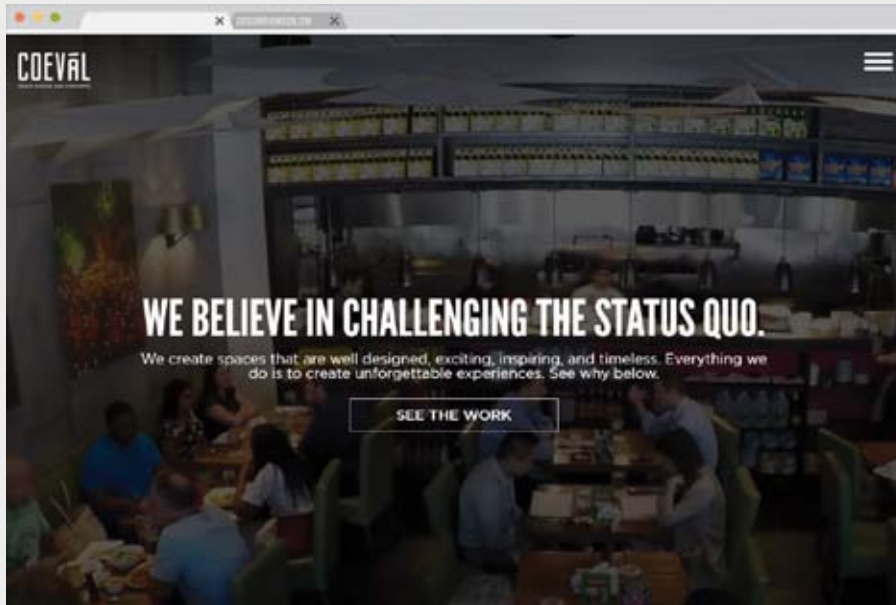 COEVĀL
WE BELIEVE IN CHALLENGING THE STATUS QUO.
We create spaces that are well designed, exciting, inspiring, and timeless. Everything we
do is to create unforgettable experiences. See why below.
SEE THE WORK